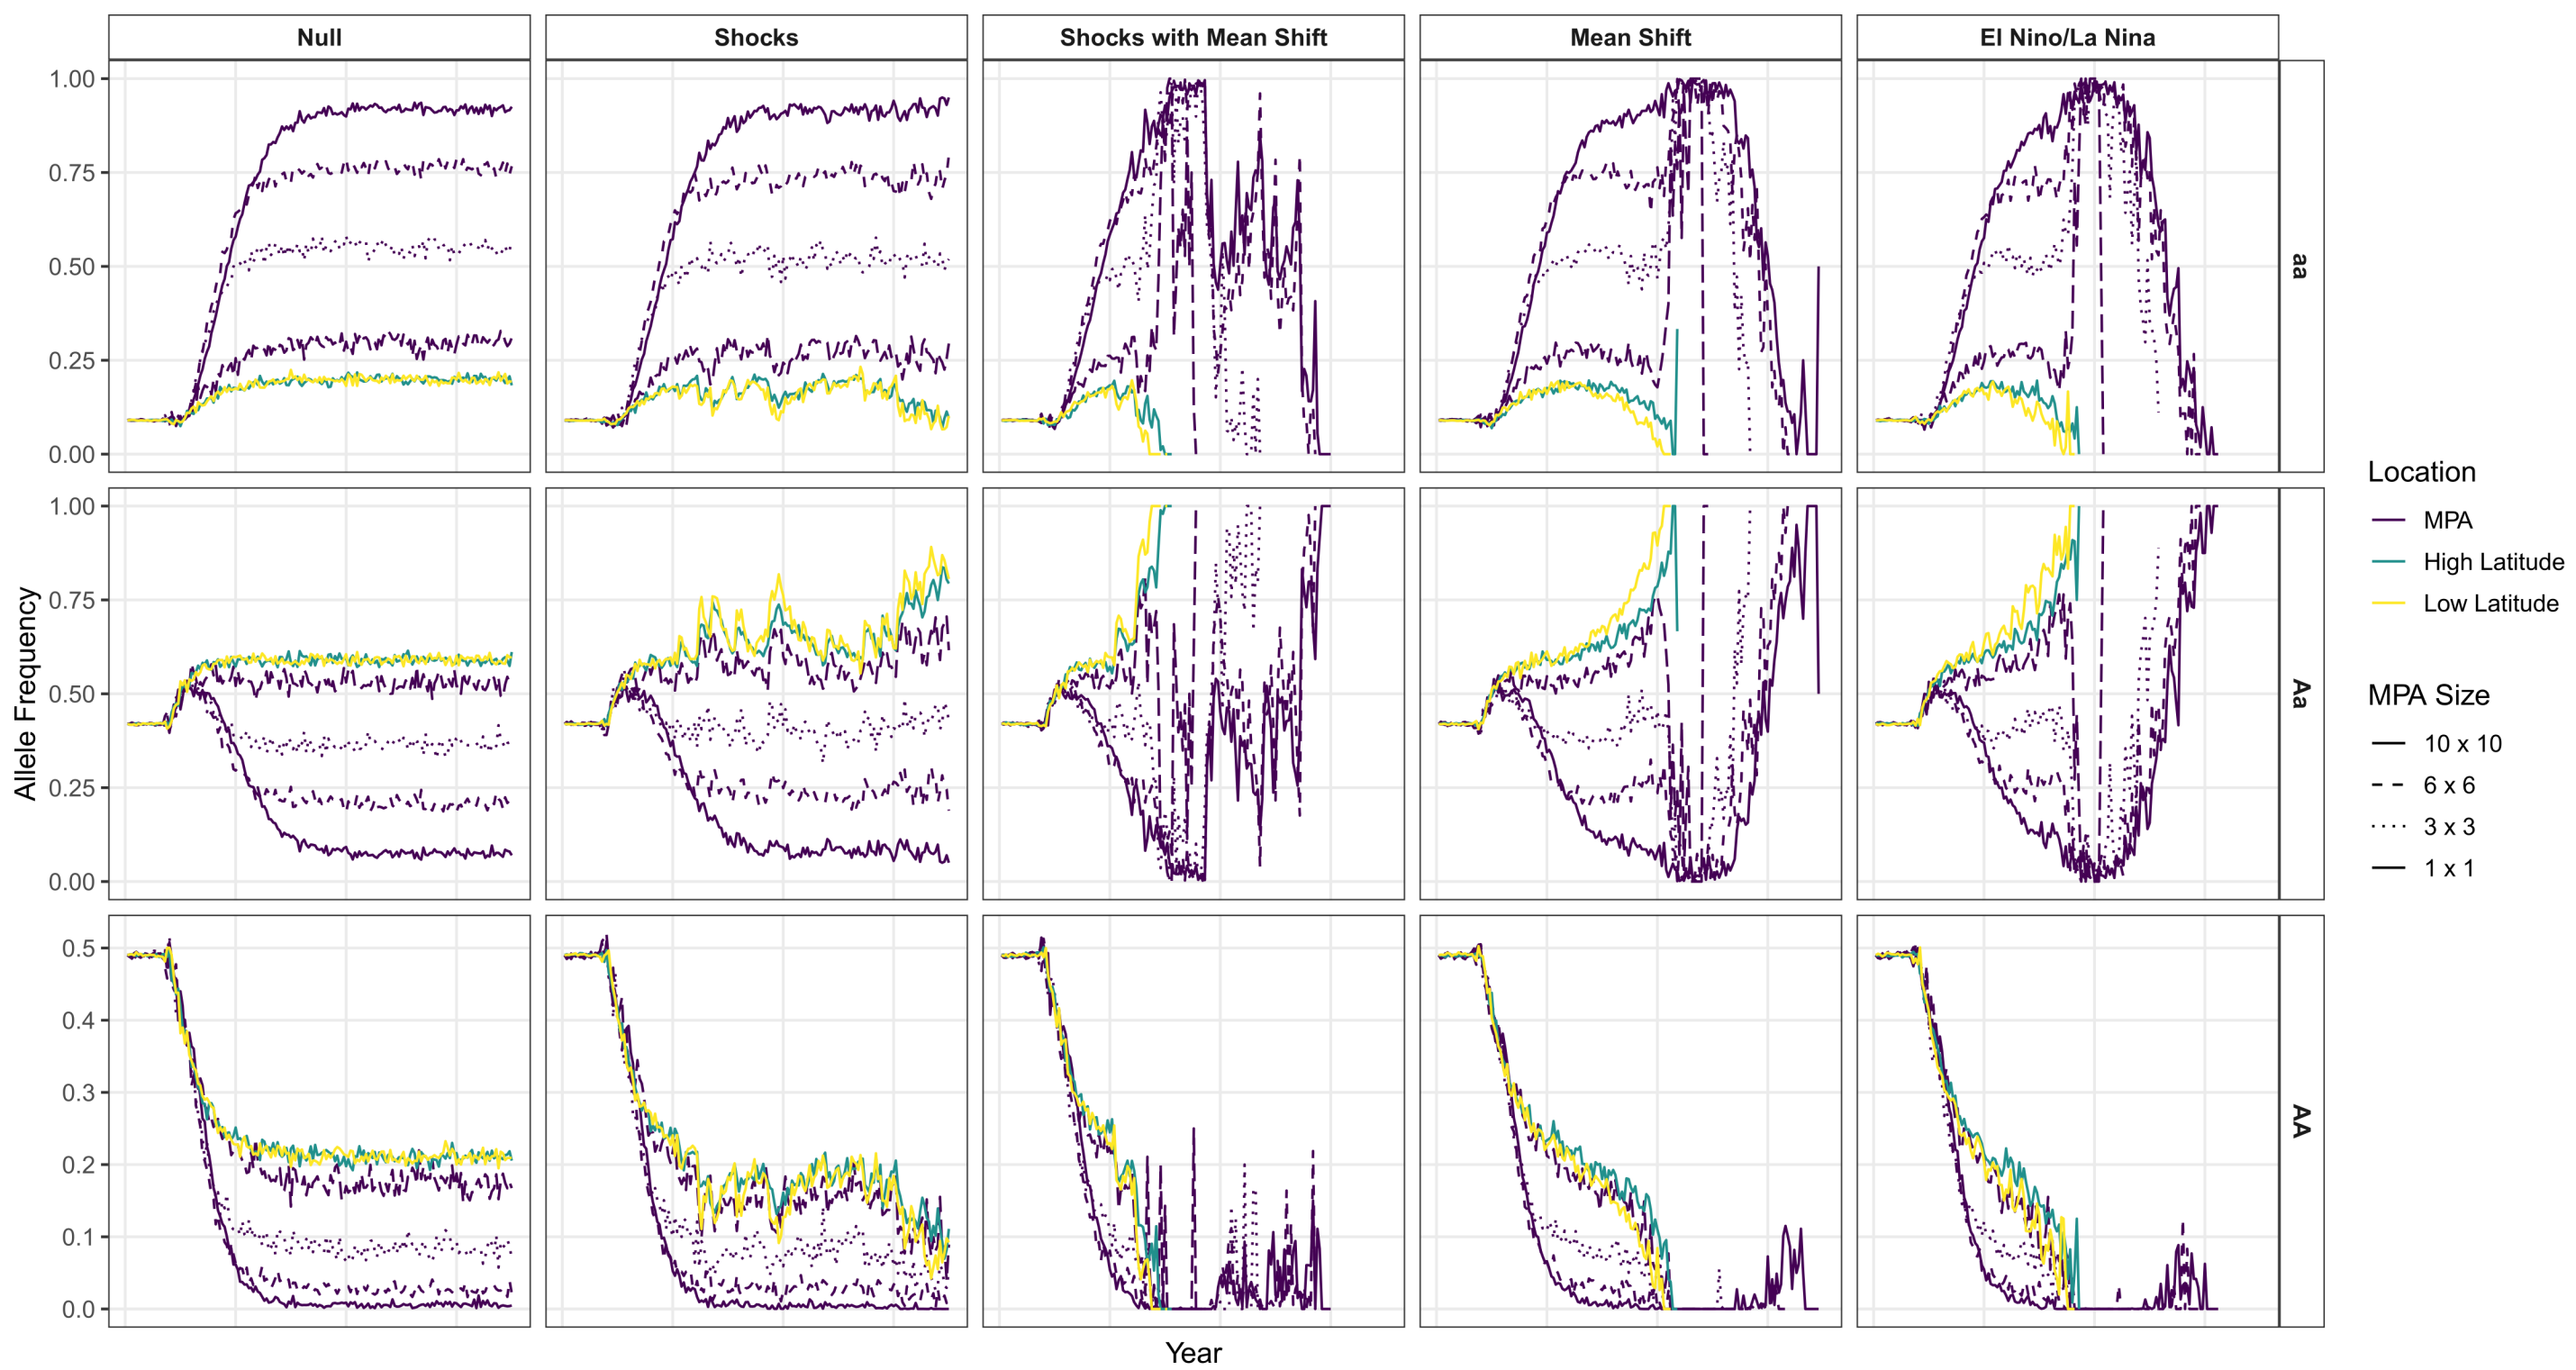 Null
Shocks
Shocks with Mean Shift
Mean Shift
El Nino/La Nina
1.00
0.75
0.50
0.25
0.00
aa
1.00
0.75
0.50
0.25
0.00
Aa
0.5
0.4
0.3
0.2
0.1
0.0
AA
Allele Frequency
Year
Location
MPA
High Latitude
Low Latitude
MPA Size
10 x 10
6 x 6
3 x 3
1 x 1